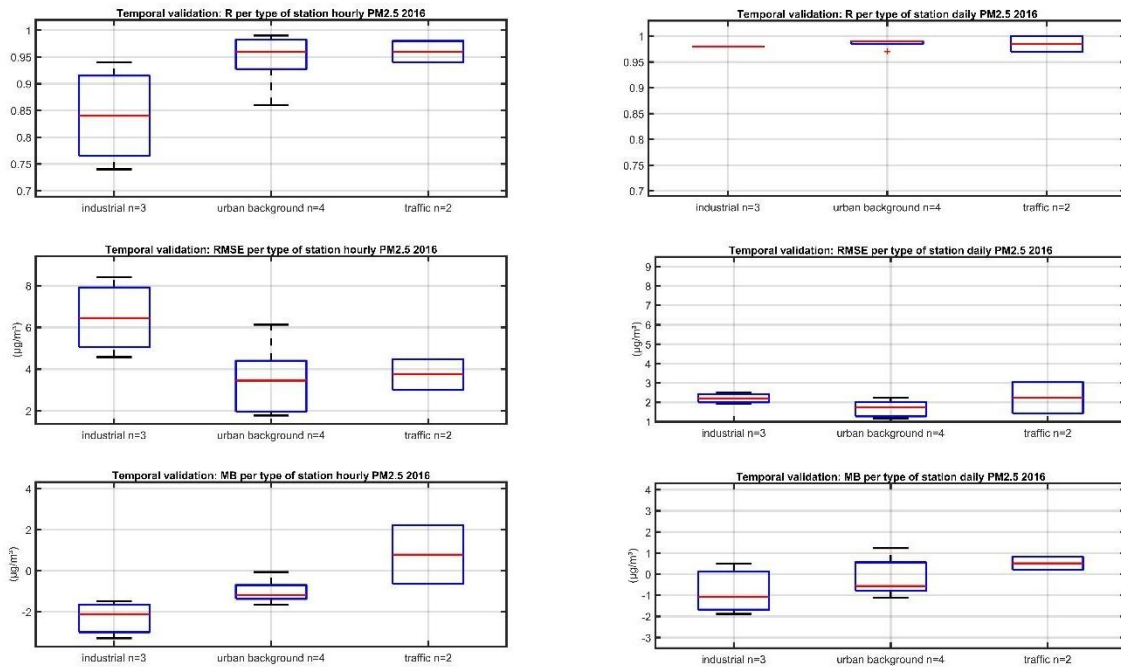 Temporal validation: R per type of station hourly PM2.5 2016
1
0.95
0.9
0.85
0.8
0.75
0.7
industrial n=3 urban background n=4 traffic n=2
Temporal validation: R per type of station daily PM2.5 2016
1
0.95
0.9
0.85
0.8
0.75
0.7
industrial n=3 urban background n=4 traffic n=2
Temporal validation: RMSE per type of station hourly PM2.5 2016
(µg/m³)
8
6
4
2
industrial n=3 urban background n=4 traffic n=2
Temporal validation: RMSE per type of station daily PM2.5 2016
(µg/m³)
9
8
7
6
5
4
3
2
1
industrial n=3 urban background n=4 traffic n=2
Temporal validation: MB per type of station hourly PM2.5 2016
(µg/m³)
4
2
0
-2
industrial n=3 urban background n=4 traffic n=2
Temporal validation: MB per type of station daily PM2.5 2016
(µg/m³)
4
3
2
1
0
-1
-2
-3
industrial n=3 urban background n=4 traffic n=2